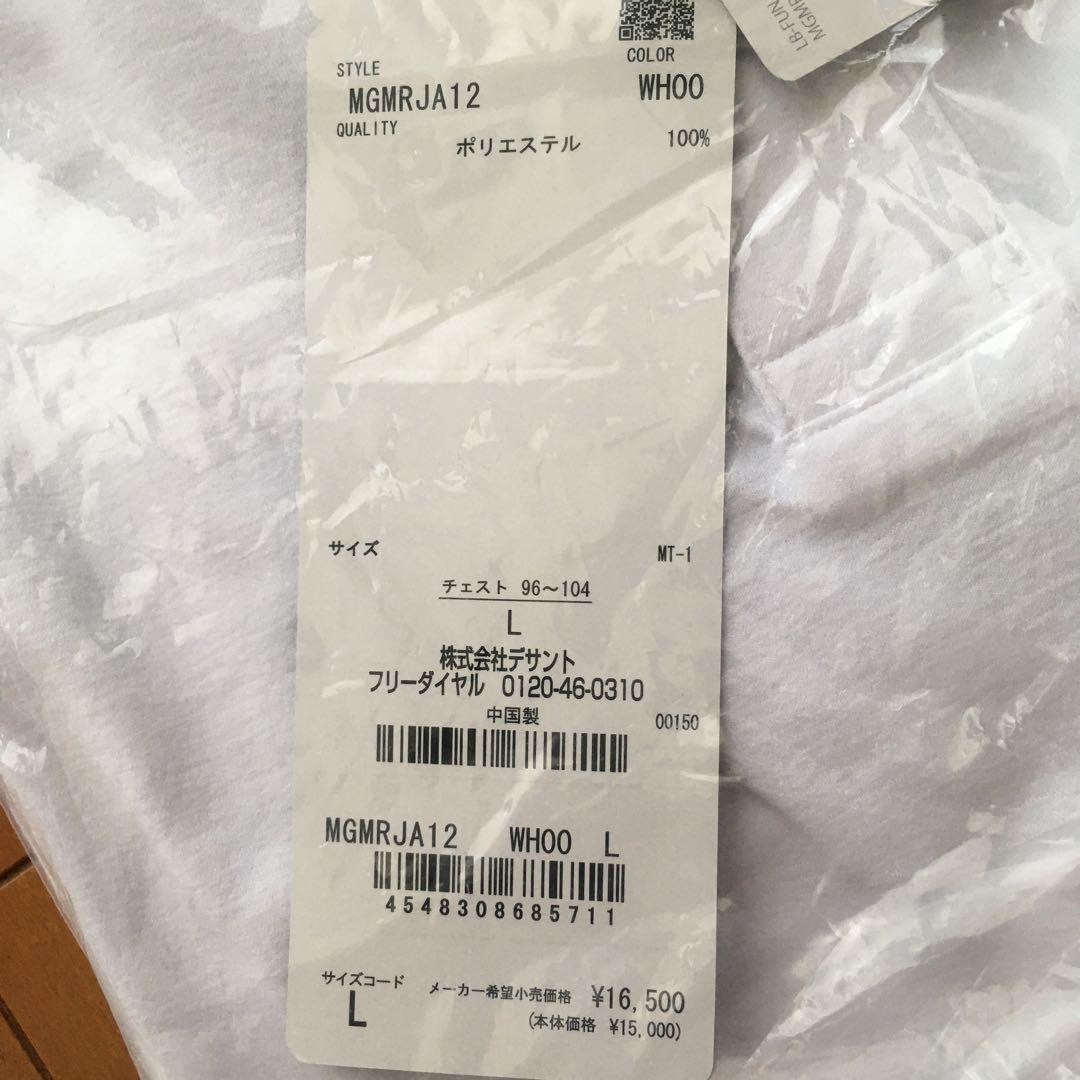 LB-FUN
STYLE
COLOR
MGMRJA12
WH00
QUALITY
ポリエステル 100%
サイズ
MT-1
チェスト 96～104
L
株式会社デサント
フリーダイヤル 0120-46-0310
中国製
00150
MGMRJA12 WH00 L
4548308685711
サイズコード
L
メーカー希望小売価格 ¥16,500
(本体価格 ¥15,000)